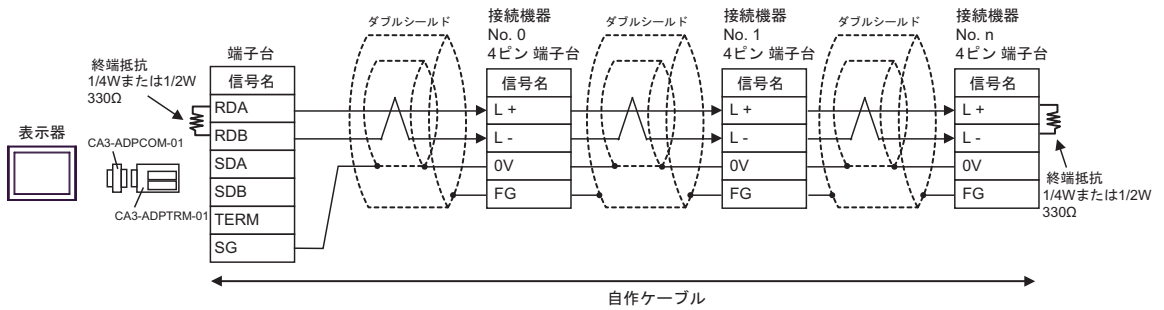 終端抵抗
1/4Wまたは1/2W
330Ω
表示器
CA3-ADPCOM-01
CA3-ADPTRM-01
端子台
信号名
RDA
RDB
SDA
SDB
TERM
SG
ダブルシールド
接続機器
No. 0
4ピン 端子台
信号名
L +
L -
0V
FG
ダブルシールド
接続機器
No. 1
4ピン 端子台
信号名
L +
L -
0V
FG
ダブルシールド
接続機器
No. n
4ピン 端子台
信号名
L +
L -
0V
FG
終端抵抗
1/4Wまたは1/2W
330Ω
自作ケーブル